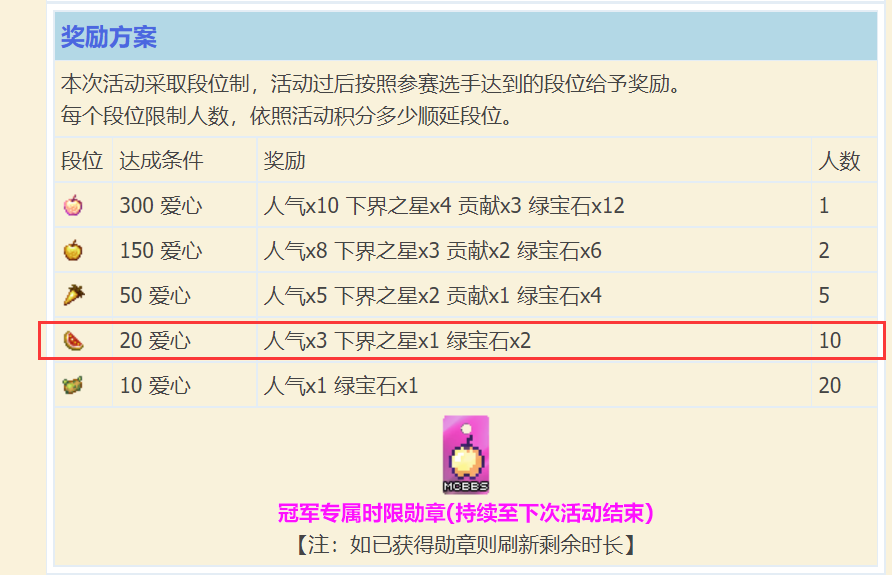 奖励方案
本次活动采取段位制，活动过后按照参赛选手达到的段位给予奖励。
每个段位限制人数，依照活动积分多少顺延段位。
段位 达成条件 奖励 人数
300 爱心 人气x10 下界之星x4 贡献x3 绿宝石x12 1
150 爱心 人气x8 下界之星x3 贡献x2 绿宝石x6 2
50 爱心 人气x5 下界之星x2 贡献x1 绿宝石x4 5
20 爱心 人气x3 下界之星x1 绿宝石x2 10
10 爱心 人气x1 绿宝石x1 20
MCBBS
冠军专属时限勋章(持续至下次活动结束)
【注：如已获得勋章则刷新剩余时长】